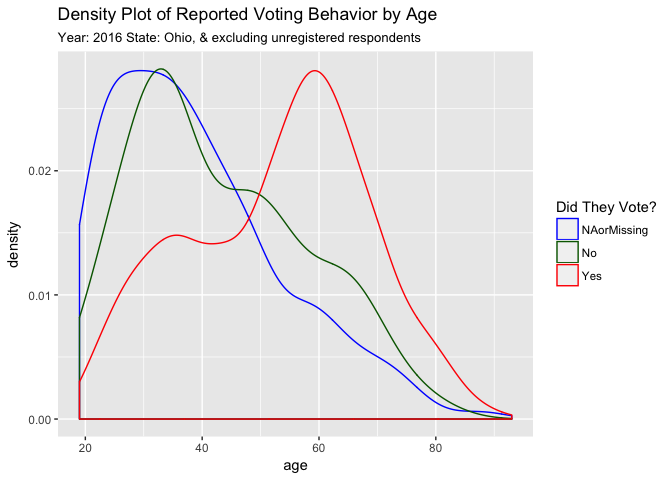 Density Plot of Reported Voting Behavior by Age
Year: 2016 State: Ohio, & excluding unregistered respondents
density
0.02
0.01
0.00
20 40 60 80
age
Did They Vote?
NAorMissing
No
Yes